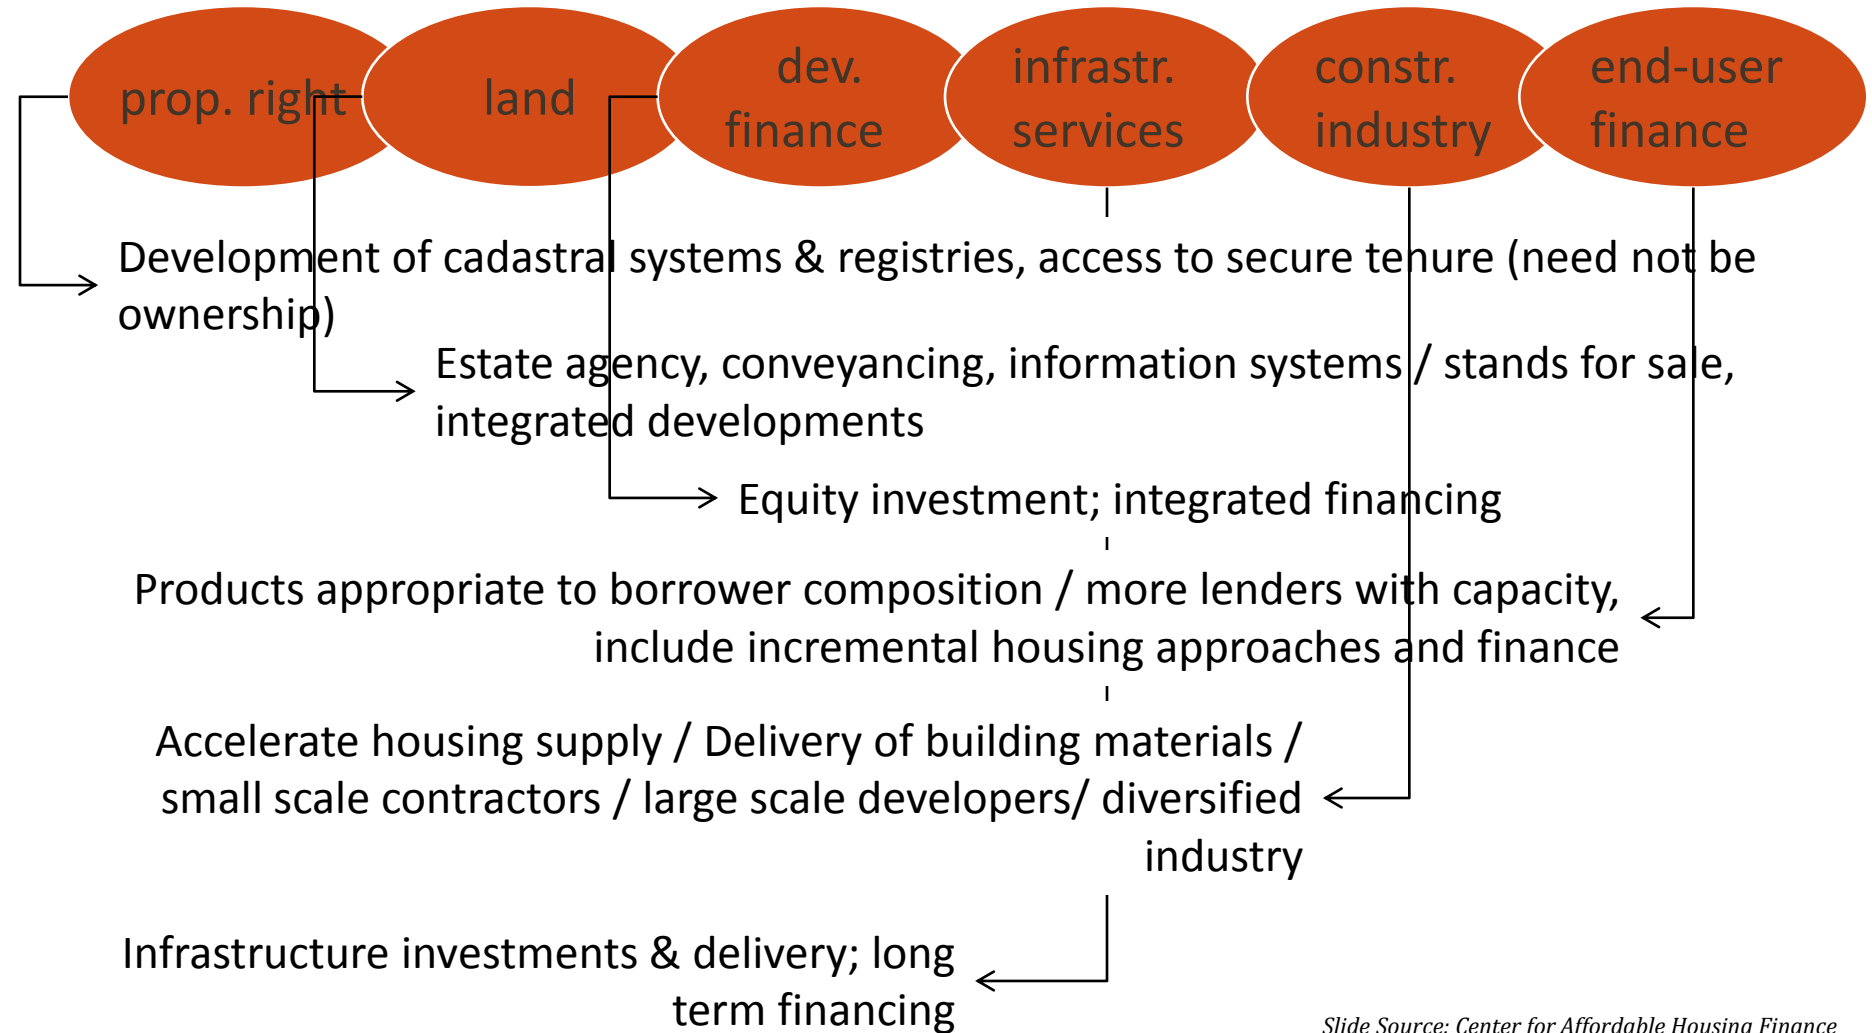 prop. right
land
dev.
finance
infrastr.
services
constr.
industry
end-user
finance
Development of cadastral systems & registries, access to secure tenure (need not be
ownership)
Estate agency, conveyancing, information systems / stands for sale,
integrated developments
Equity investment; integrated financing
Products appropriate to borrower composition / more lenders with capacity,
include incremental housing approaches and finance
Accelerate housing supply / Delivery of building materials /
small scale contractors / large scale developers/ diversified
industry
Infrastructure investments & delivery; long
term financing
Slide Source: Center for Affordable Housing Finance